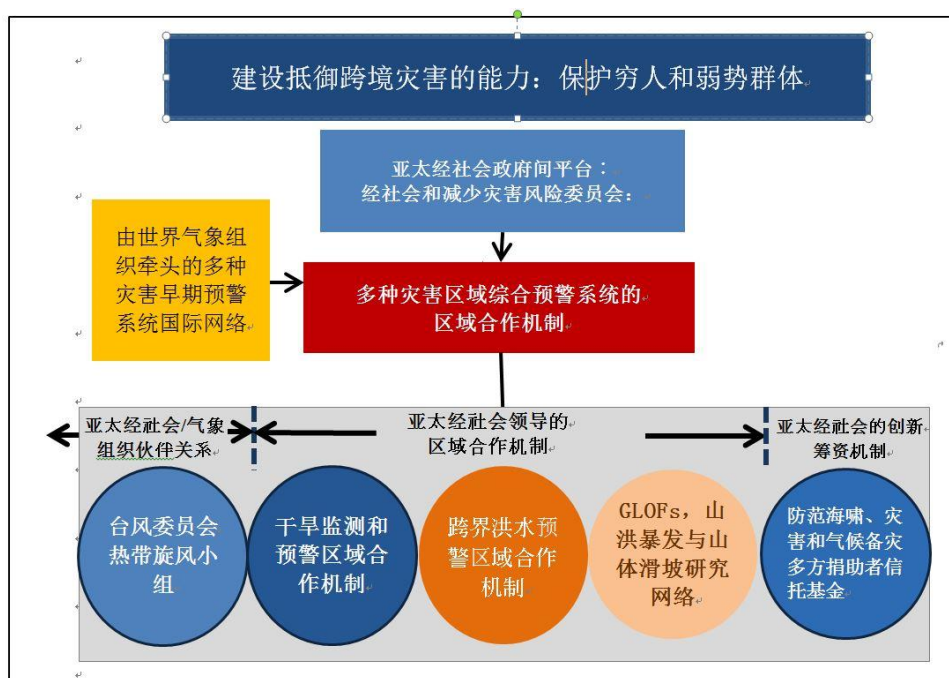 建设抵御跨境灾害的能力：保护穷人和弱势群体
亚太经社会政府间平台：
经社会和减少灾害风险委员会：
由世界气象组
织牵头的多种
灾害早期预警
系统国际网络
多种灾害区域综合预警系统的
区域合作机制
亚太经社会/气象
组织伙伴关系
亚太经社会领导的
区域合作机制
亚太经社会的创新
筹资机制
台风委员会
热带旋风小
组
干旱监测和
预警区域合
作机制
跨界洪水预
警区域合作
机制
GLOFs，山
洪暴发与山
体滑坡研究
网络
防范海啸、灾
害和气候备灾
多方捐助者信
托基金